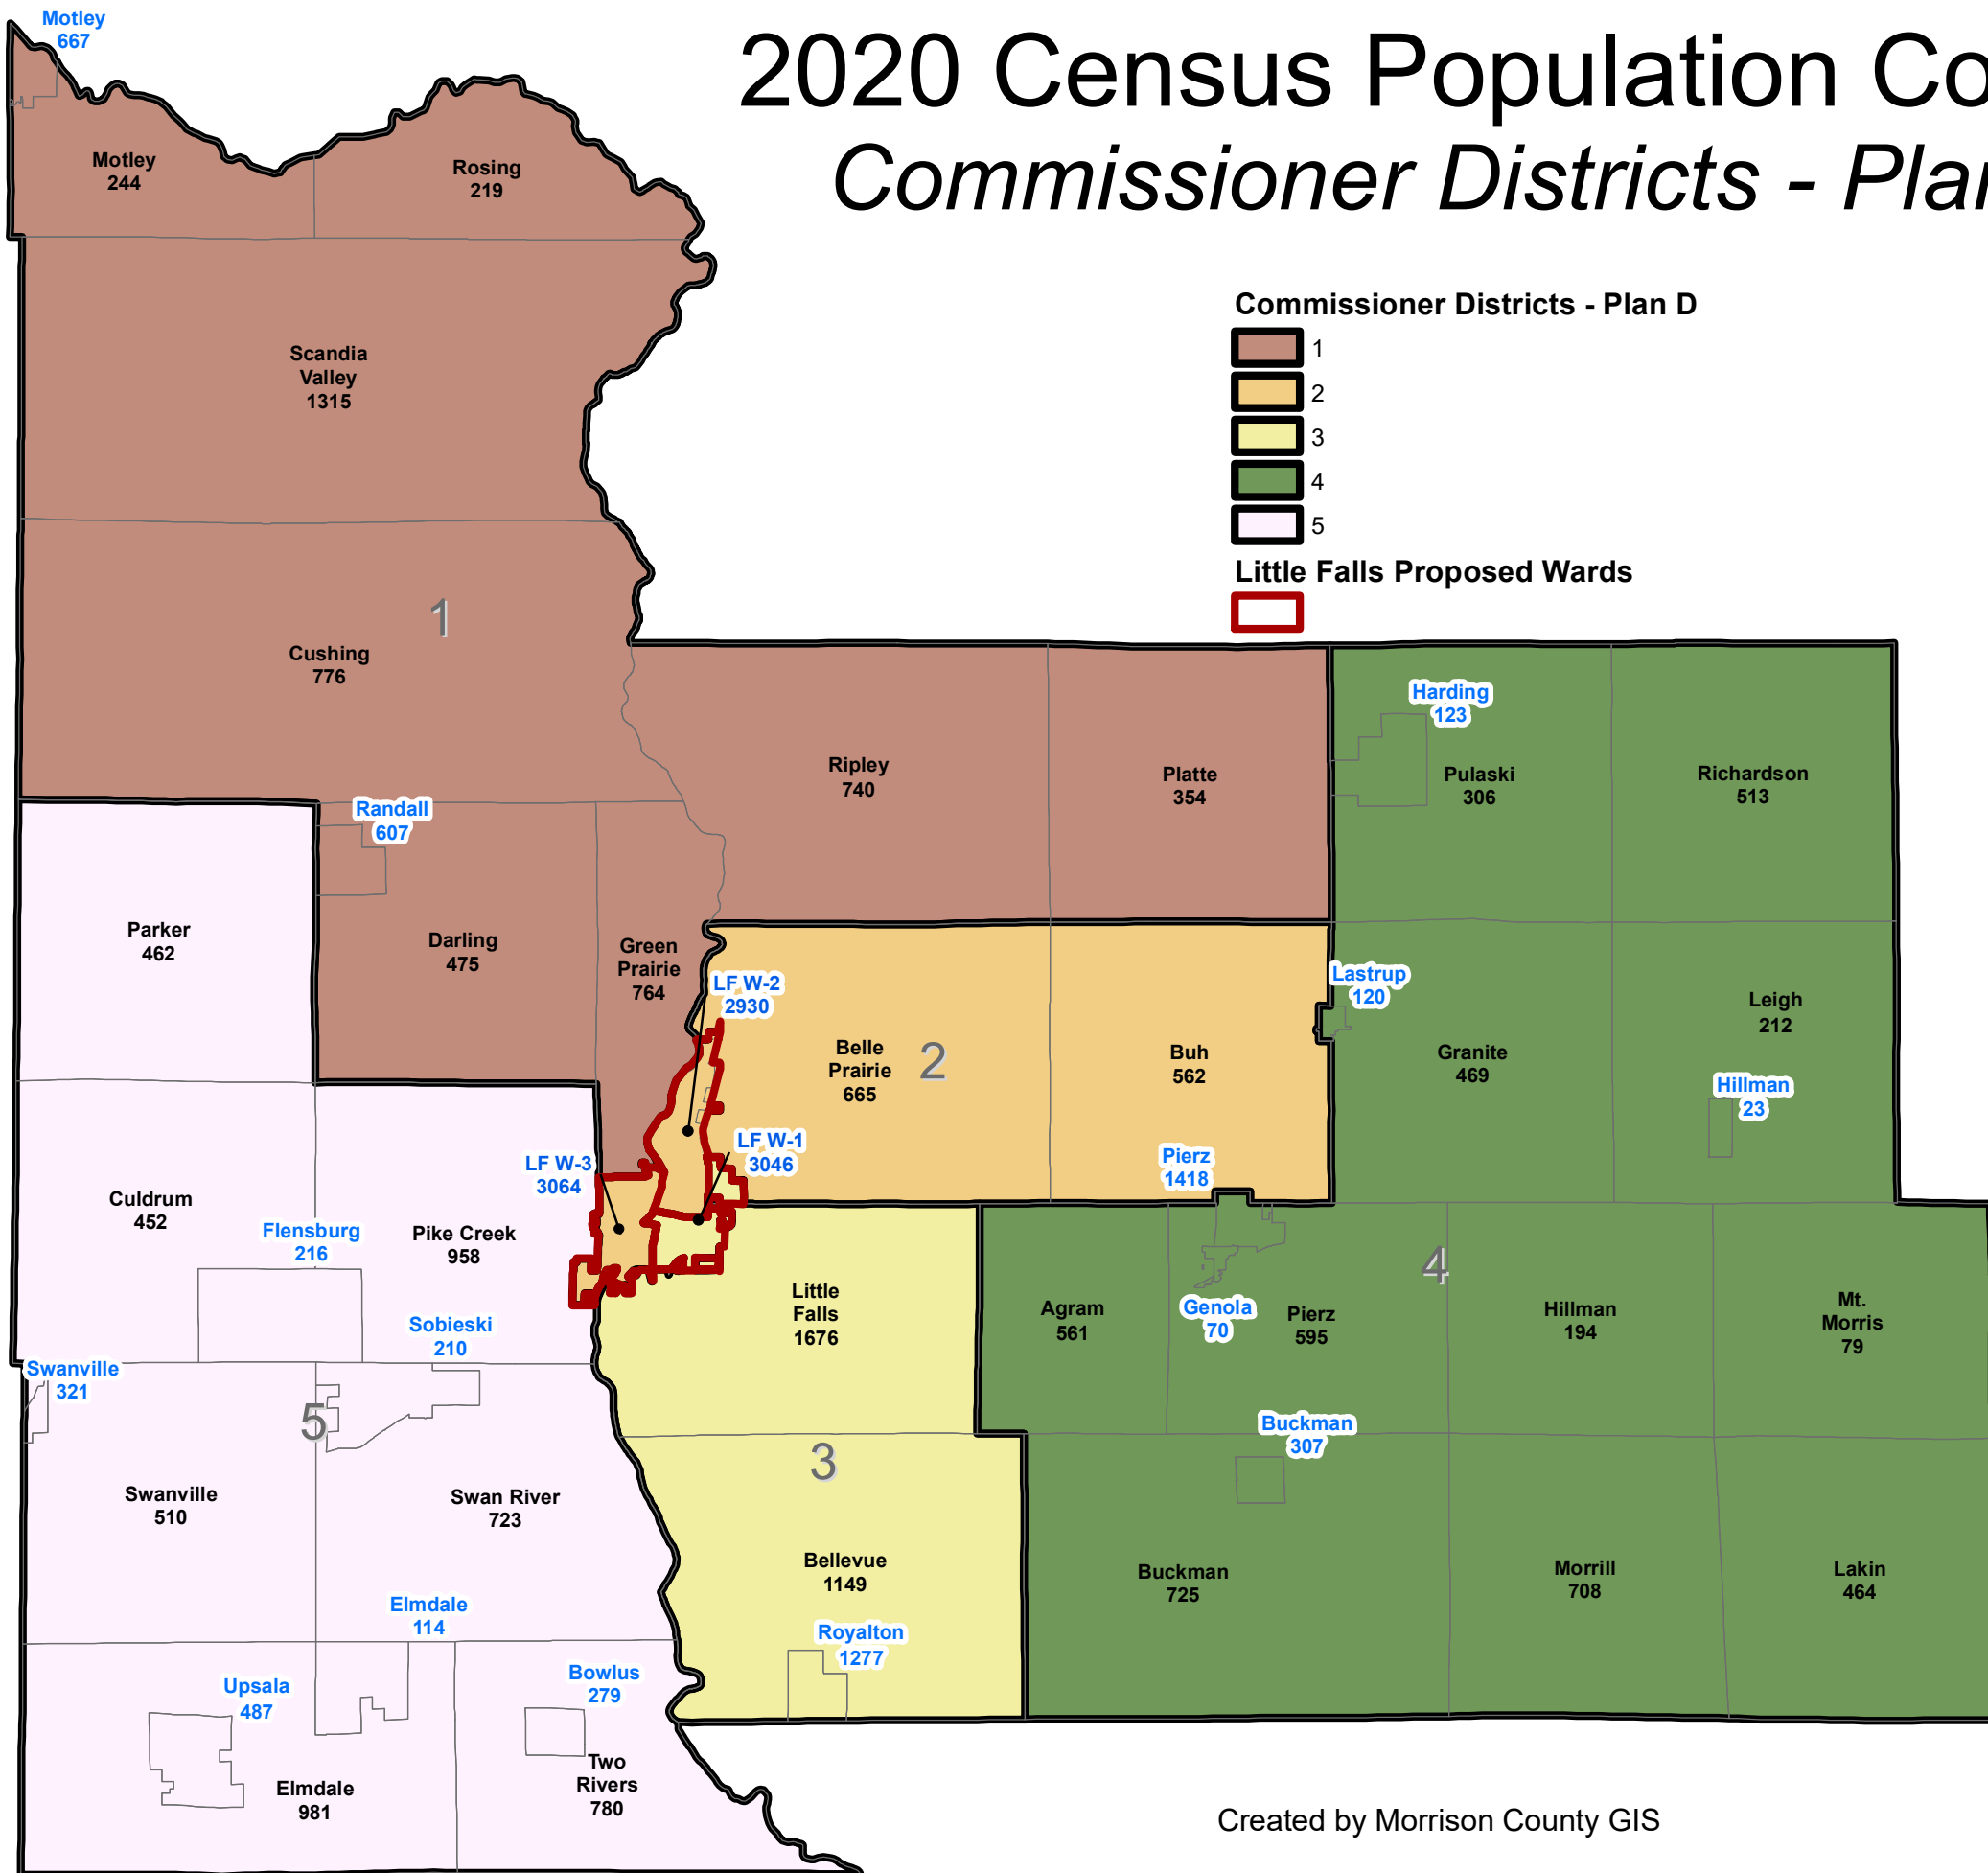 2020 Census Population Co
Commissioner Districts - Plan
Commissioner Districts - Plan D
1
2
3
4
5
Little Falls Proposed Wards
Motley
667
Motley
244
Rosing
219
Scandia
Valley
1315
1
Cushing
776
Ripley
740
Platte
354
Harding
123
Pulaski
306
Richardson
513
Randall
607
Parker
462
Darling
475
Green
Prairie
764
LF W-2
2930
Belle
Prairie
665
2
Buh
562
Lastrup
120
Granite
469
Leigh
212
Hillman
23
LF W-1
3046
LF W-3
3064
Pierz
1418
Culdrum
452
Flensburg
216
Pike Creek
958
Sobieski
210
Little
Falls
1676
Agram
561
Genola
70
Pierz
595
4
Hillman
194
Mt.
Morris
79
Swanville
321
5
Swanville
510
Swan River
723
3
Buckman
307
Bellevue
1149
Buckman
725
Morrill
708
Lakin
464
Elmdale
114
Royalton
1277
Upsala
487
Bowlus
279
Elmdale
981
Two
Rivers
780
Created by Morrison County GIS